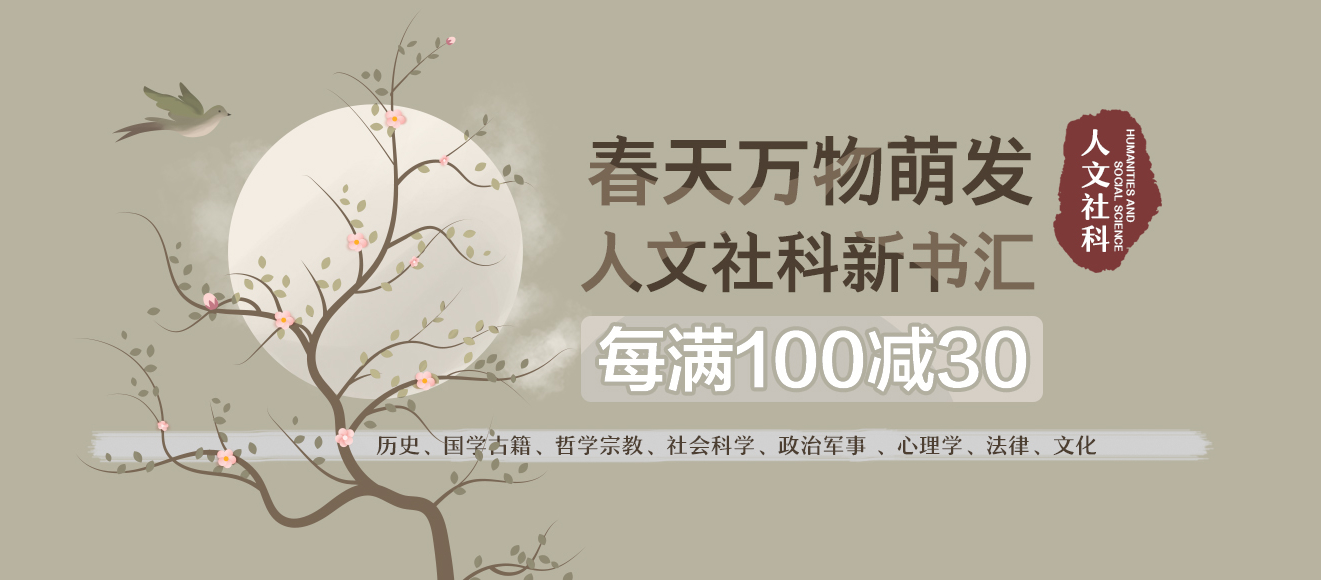 春天万物萌发
人文社科新书汇
每满100减30
人文社科
HUMANITIES AND
SOCIAL SCIENCE
历史、国学古籍、哲学宗教、社会科学、政治军事 、心理学、法律、文化